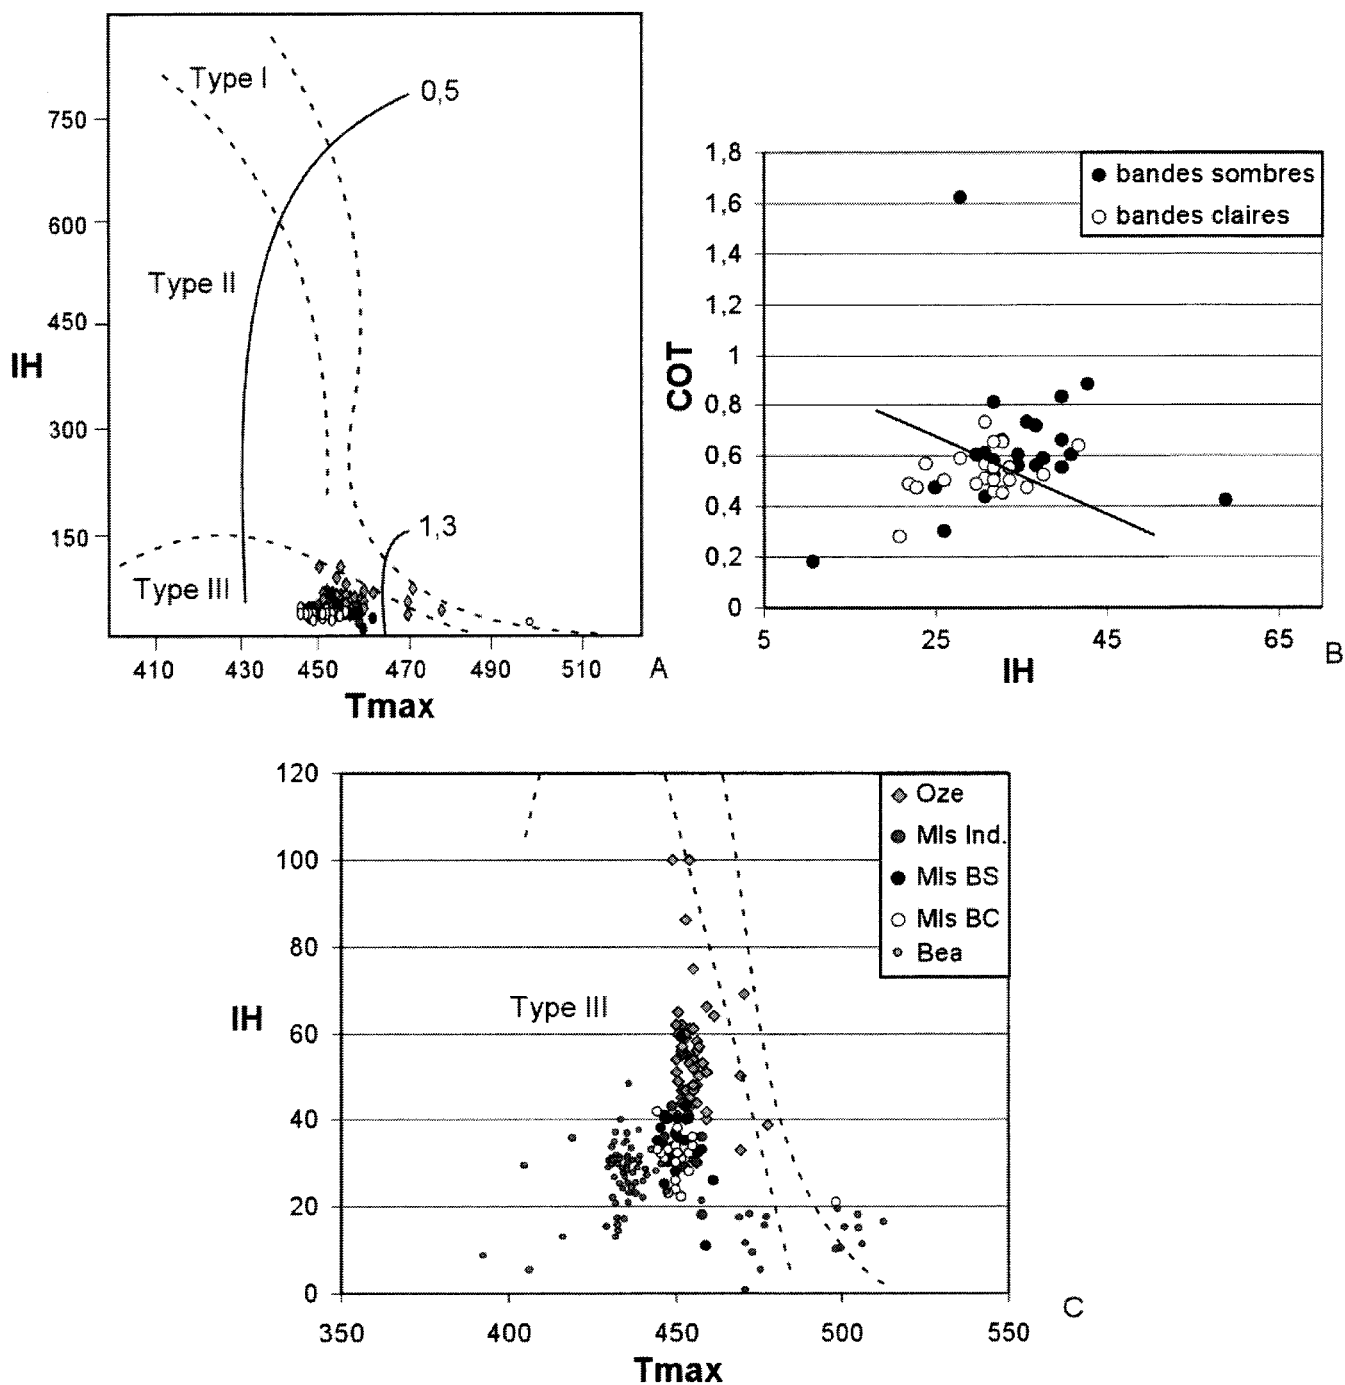 Type I
0,5
750
600
Type II
450
IH
300
1,3
150
Type III
410 430 450 470 490 510
A
Tmax
1,8
1,6
1,4
1,2
1
0,8
0,6
0,4
0,2
0
COT
bandes sombres
bandes claires
5 25 45 65
IH
B
120
100
80
60
40
20
0
IH
Type III
Oze
Mls Ind.
Mls BS
Mls BC
Bea
350 400 450 500 550
Tmax
C